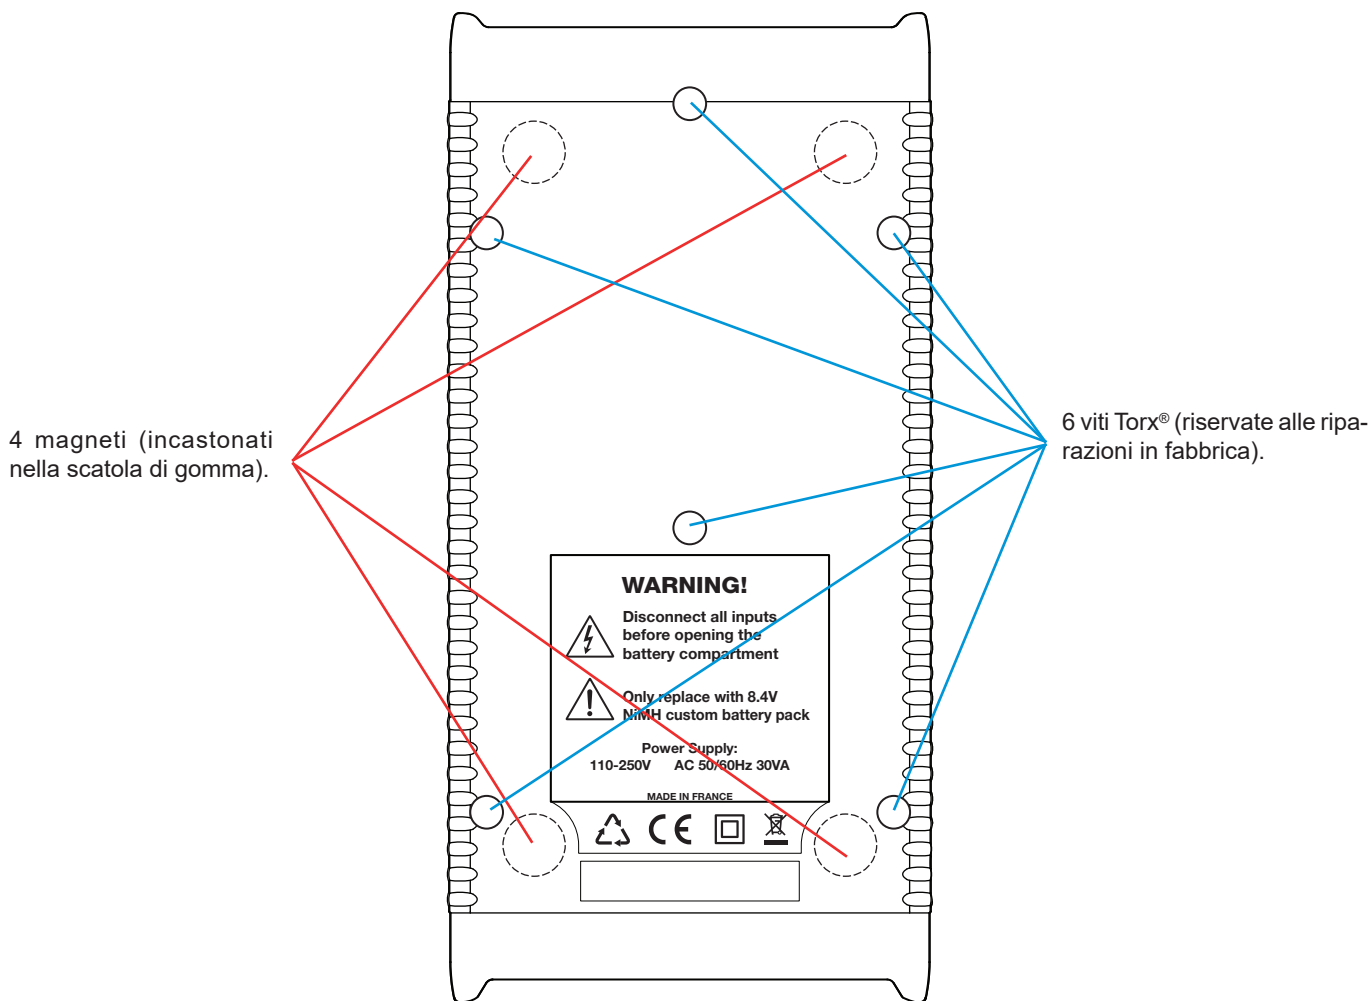 4 magneti (incastonati
nella scatola di gomma).
6 viti Torx® (riservate alle ripa-
razioni in fabbrica).
WARNING!
Disconnect all inputs
before opening the
battery compartment
Only replace with 8.4V
NiMH custom battery pack
Power Supply:
110-250V AC 50/60Hz 30VA
MADE IN FRANCE
CE